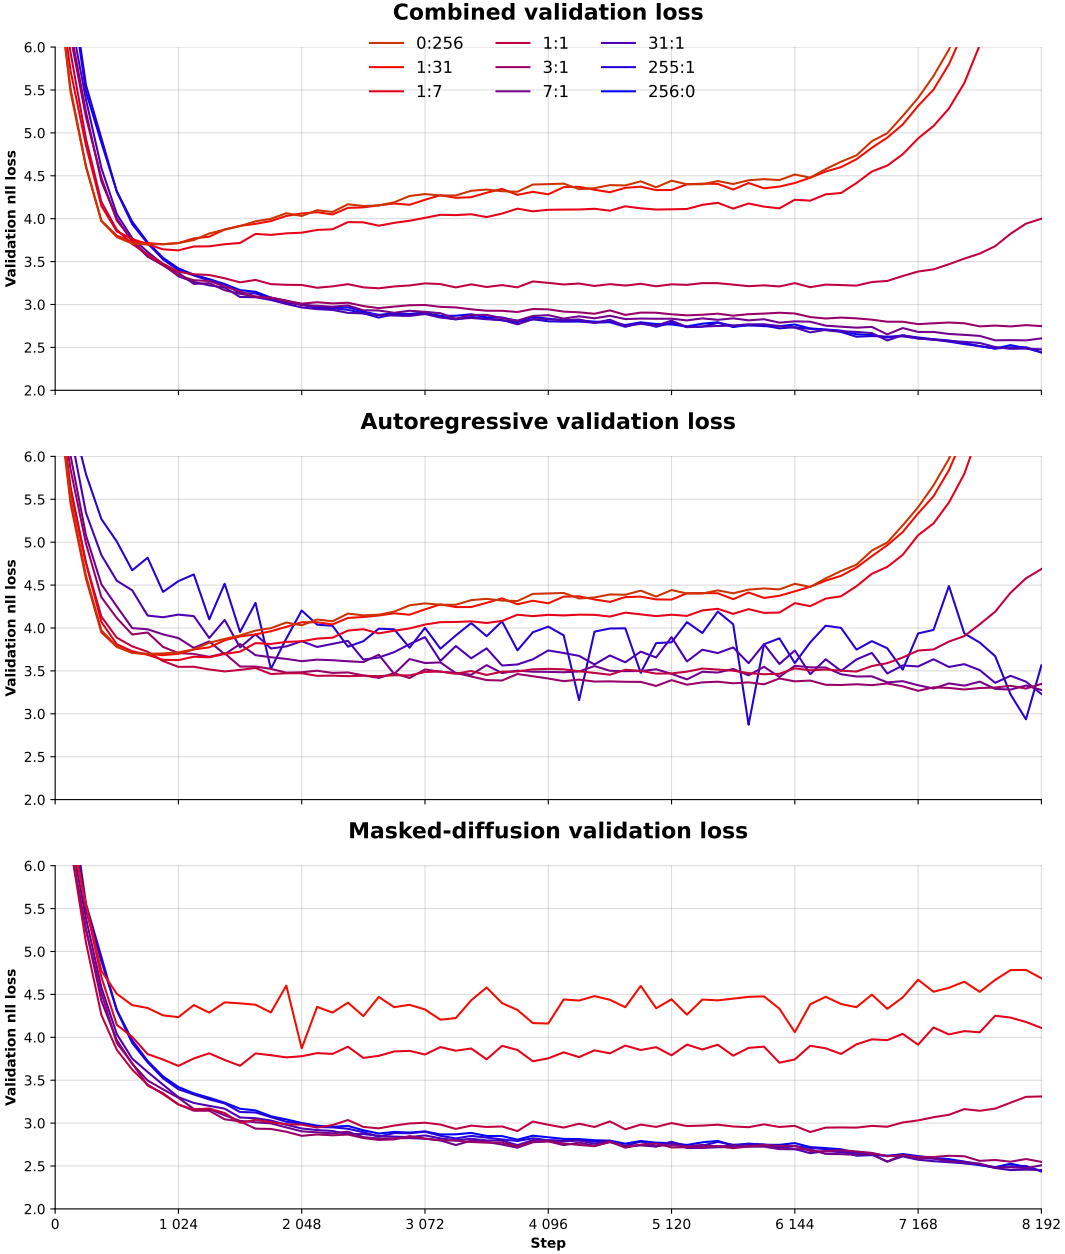 Combined validation loss
0:256 1:1 31:1
1:31 3:1 255:1
1:7 7:1 256:0
Validation nll loss
6.0
5.5
5.0
4.5
4.0
3.5
3.0
2.5
2.0
Autoregressive validation loss
Validation nll loss
6.0
5.5
5.0
4.5
4.0
3.5
3.0
2.5
2.0
Masked-diffusion validation loss
Validation nll loss
6.0
5.5
5.0
4.5
4.0
3.5
3.0
2.5
2.0
0 1 024 2 048 3 072 4 096 5 120 6 144 7 168 8 192
Step